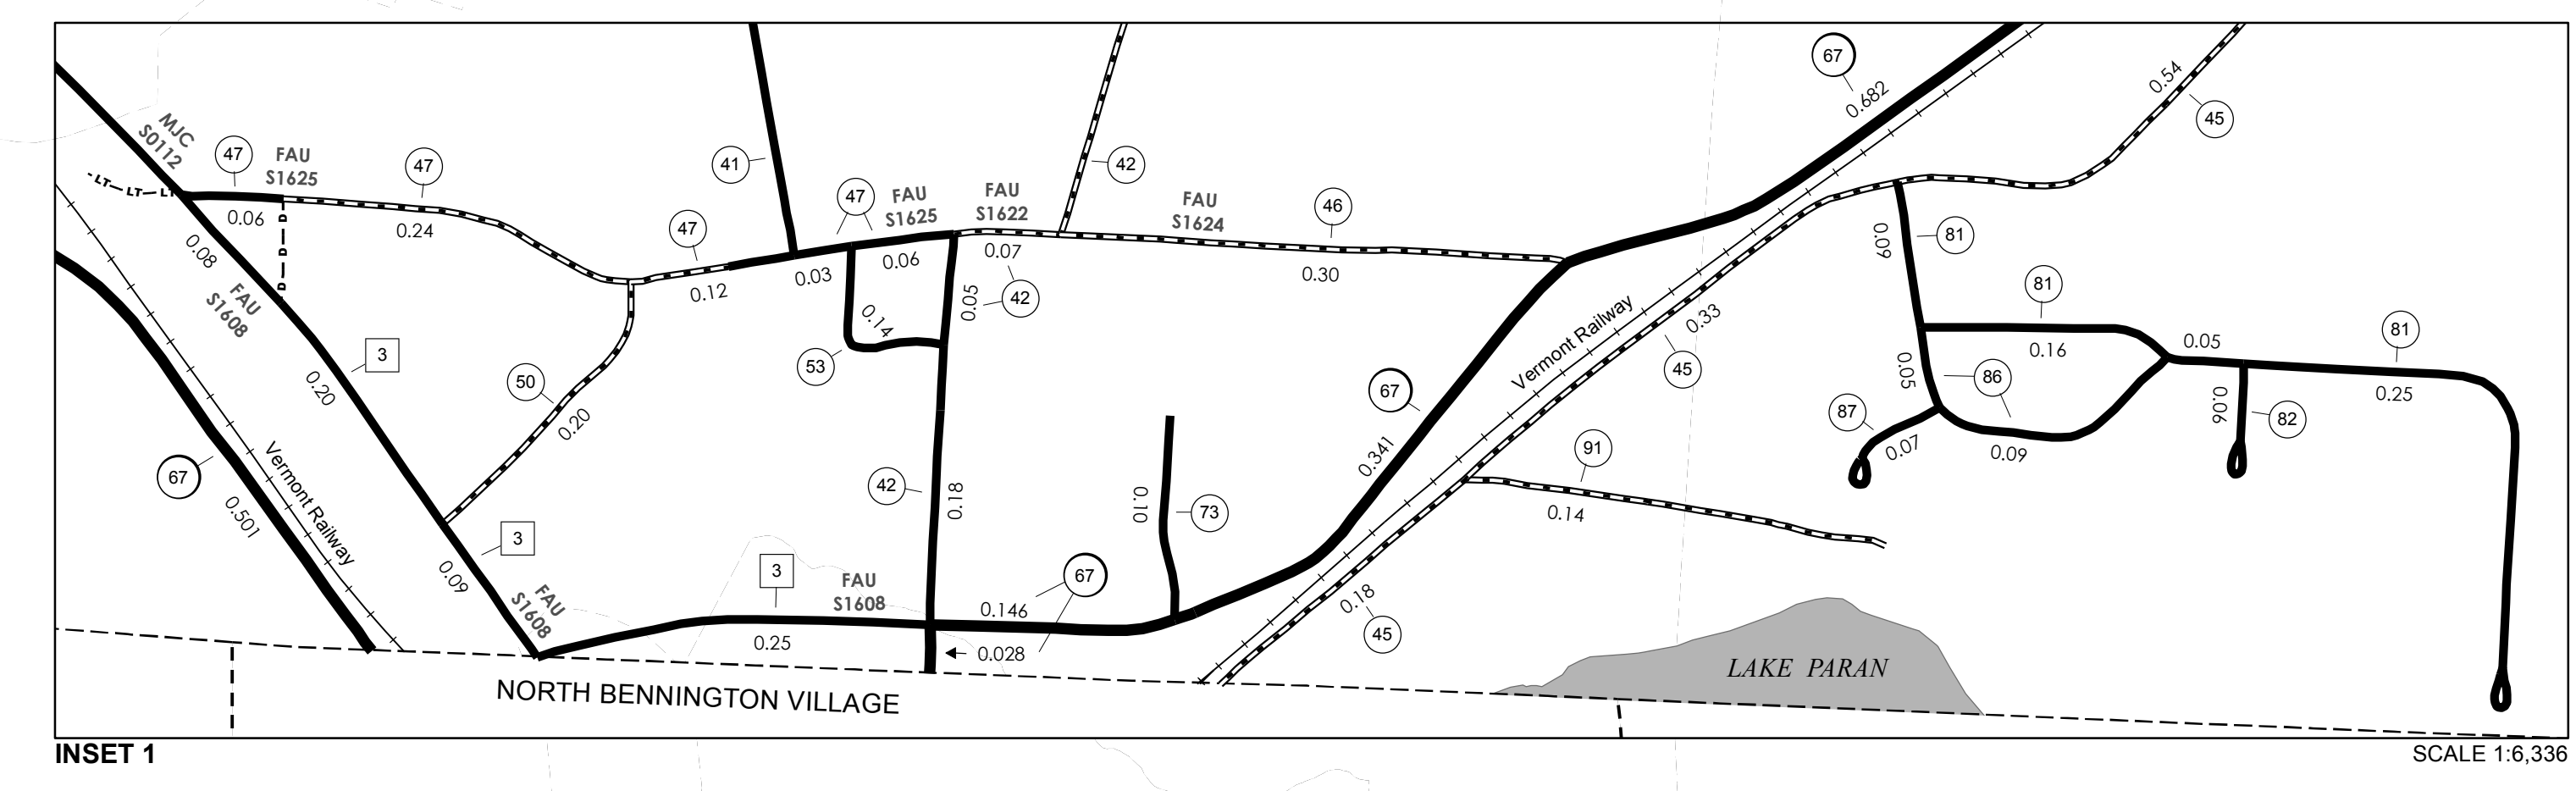 67
0.682
0.54
45
MJC
S0112
47
FAU
S1625
47
41
42
LT
LT
LT
0.06
0.24
47
47
FAU
S1625
FAU
S1622
FAU
S1624
46
D
D
D
0.08
FAU
S1608
0.12
0.03
0.06
0.07
0.30
0.05
42
0.14
53
3
0.20
50
0.20
Vermont Railway
0.33
45
0.09
81
81
0.16
0.05
81
0.25
0.05
86
0.06
82
87
0.07
0.09
67
0.501
Vermont Railway
3
0.09
FAU
S1608
42
0.18
67
0.341
0.10
73
91
0.14
3
FAU
S1608
0.25
67
0.146
0.028
0.18
45
LAKE PARAN
NORTH BENNINGTON VILLAGE
INSET 1
SCALE 1:6,336